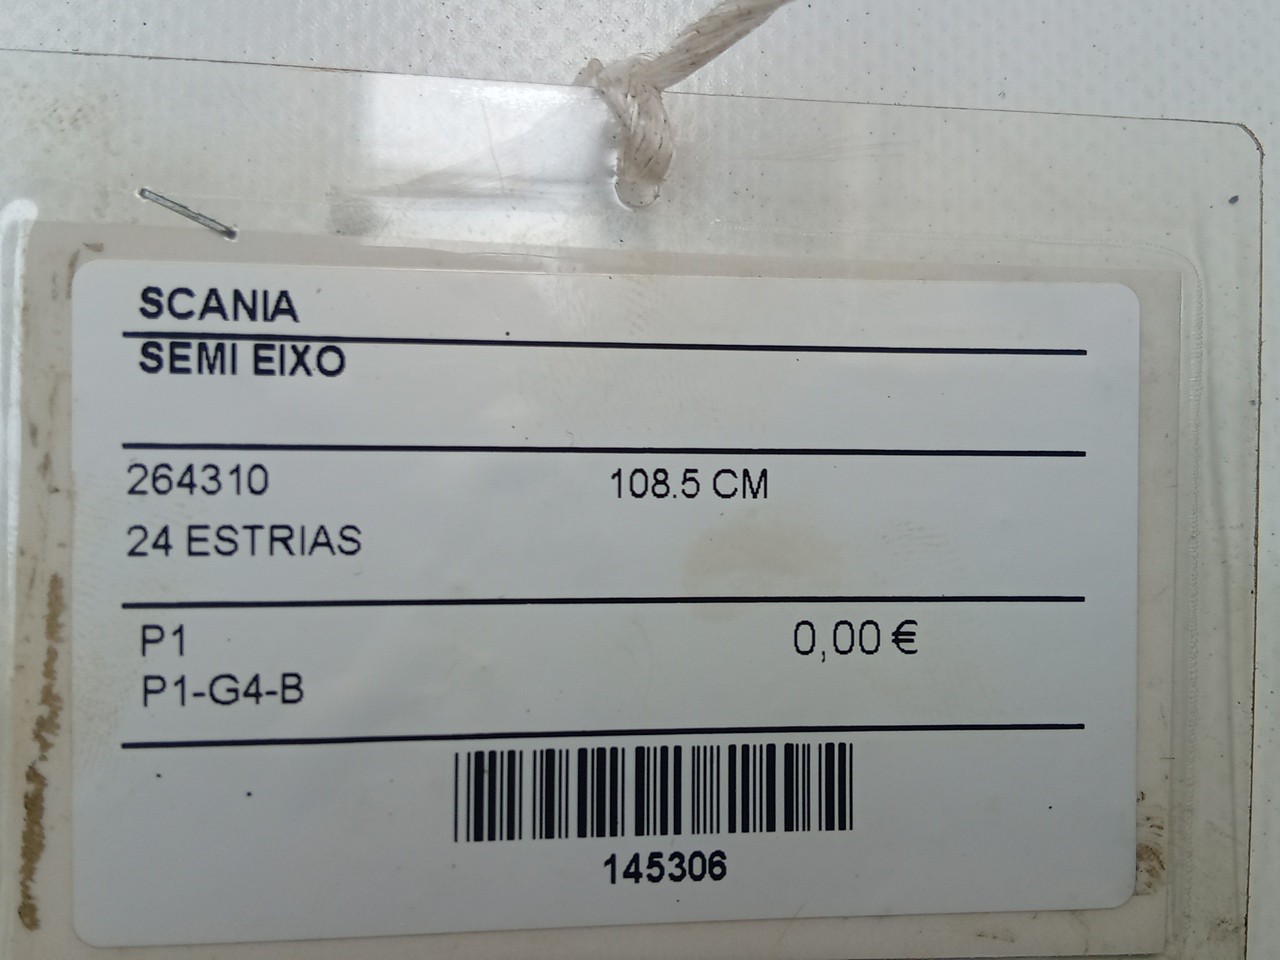 SCANIA
SEMI EIXO
264310 108.5 CM
24 ESTRIAS
P1 0,00 €
P1-G4-B
145306